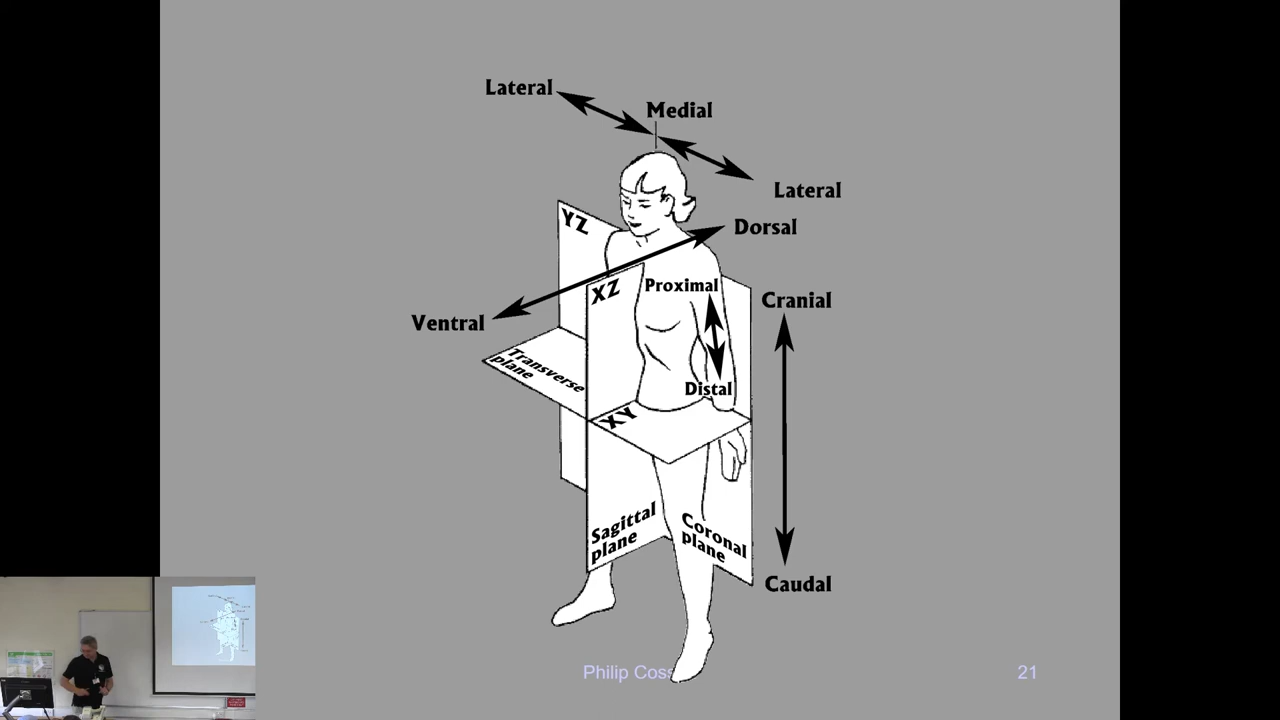 Lateral
Medial
Lateral
YZ
Dorsal
XZ
Proximal
Cranial
Ventral
Transverse
plane
Distal
XY
Sagittal
plane
Coronal
plane
Caudal
Philip Coss
21